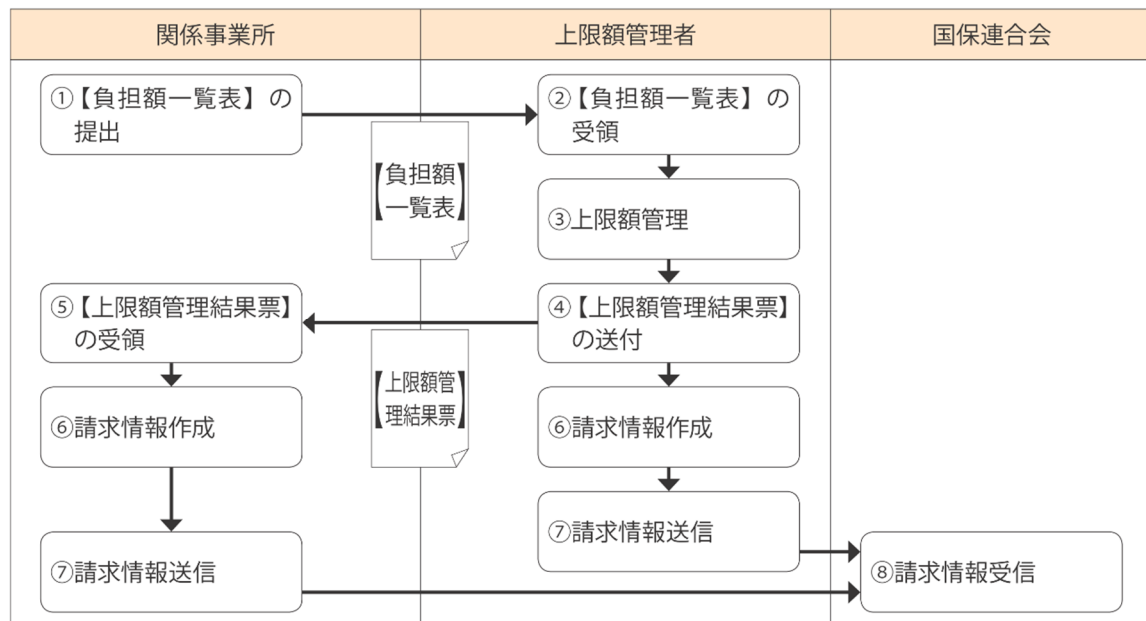 関係事業所
上限額管理者
国保連合会
①【負担額一覧表】の
提出
②【負担額一覧表】の
受領
【負担額
一覧表】
③上限額管理
⑤【上限額管理結果票】
の受領
④【上限額管理結果票】
の送付
【上限額管
理結果票】
⑥請求情報作成
⑥請求情報作成
⑦請求情報送信
⑦請求情報送信
⑧請求情報受信